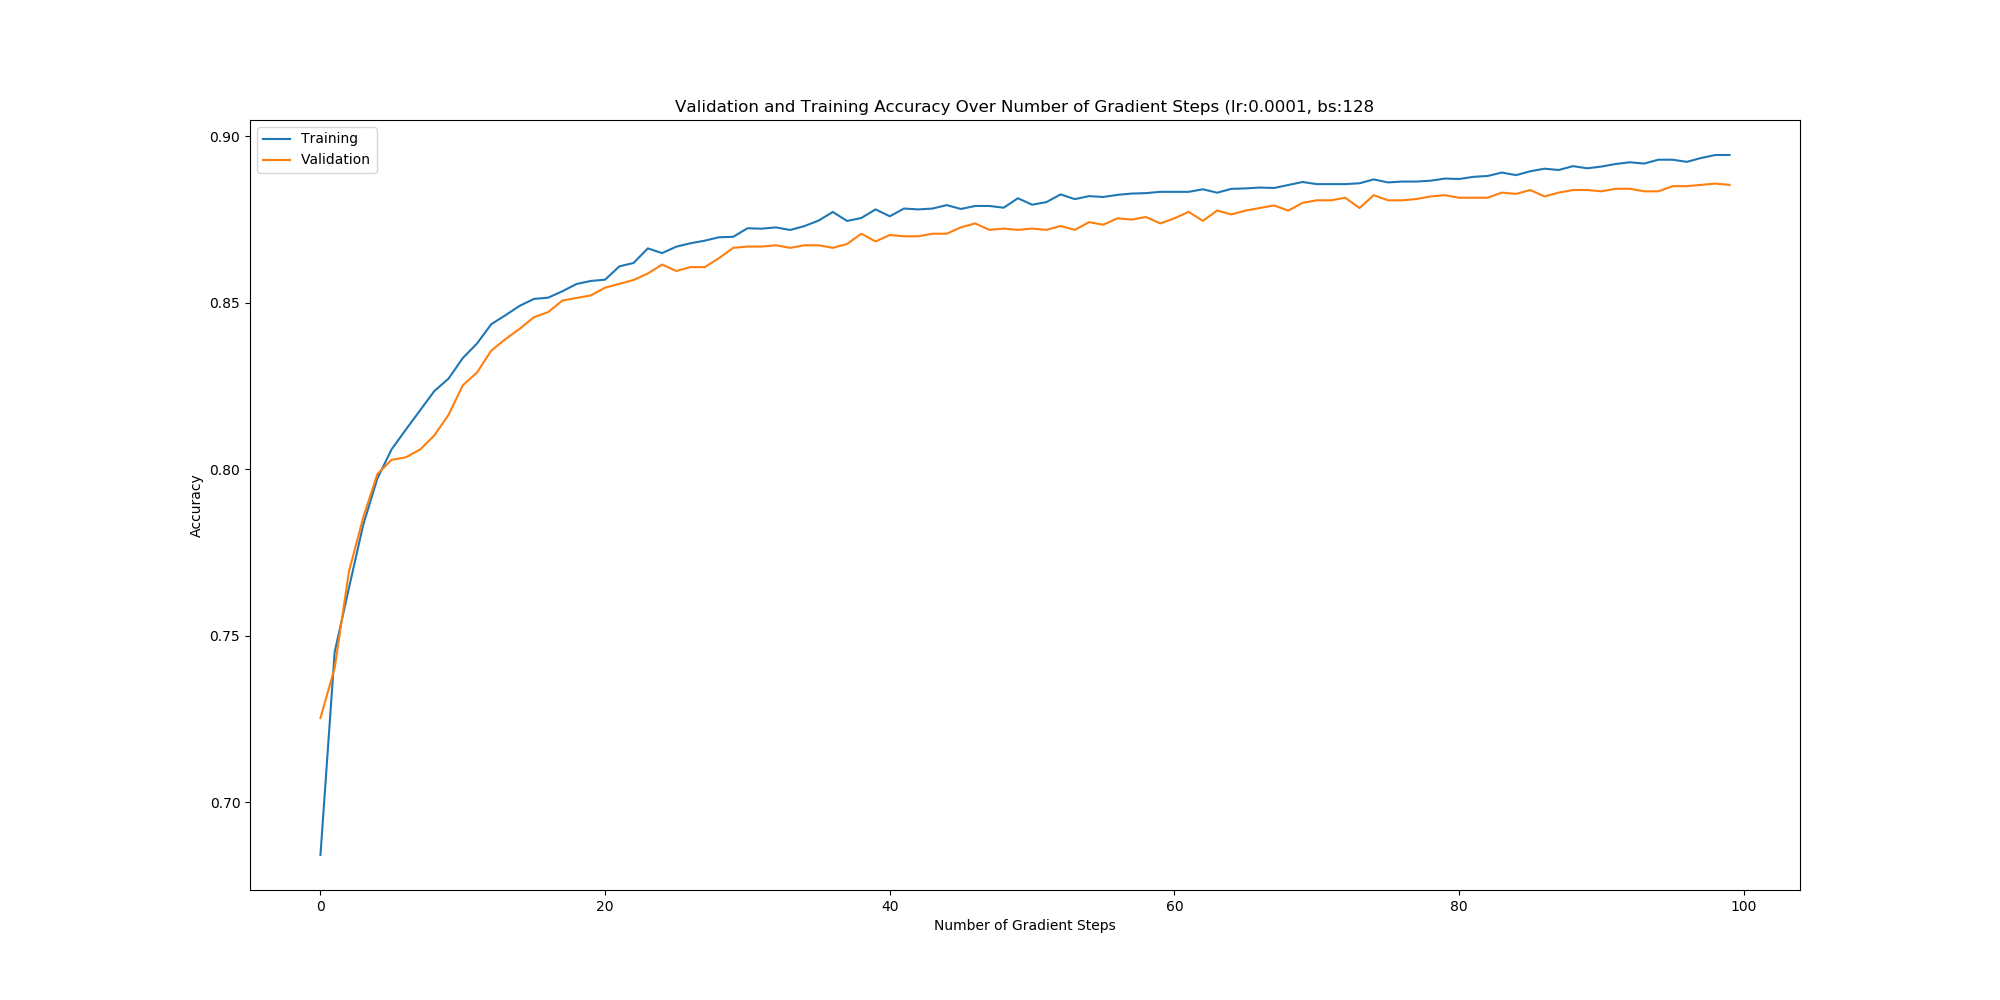 Validation and Training Accuracy Over Number of Gradient Steps (lr:0.0001, bs:128
Training
Validation
0.90
0.85
0.80
0.75
0.70
Accuracy
0 20 40 60 80 100
Number of Gradient Steps